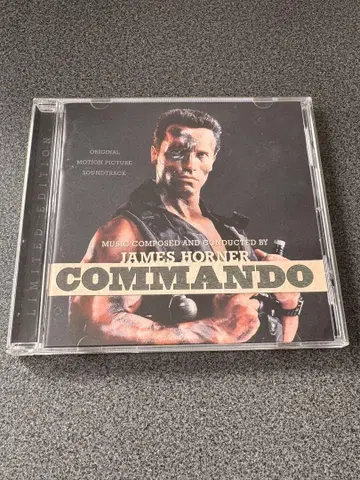 LIMITED EDITION
ORIGINAL
MOTION PICTURE
SOUNDTRACK
MUSIC COMPOSED AND CONDUCTED BY
JAMES HORNER
COMMANDO